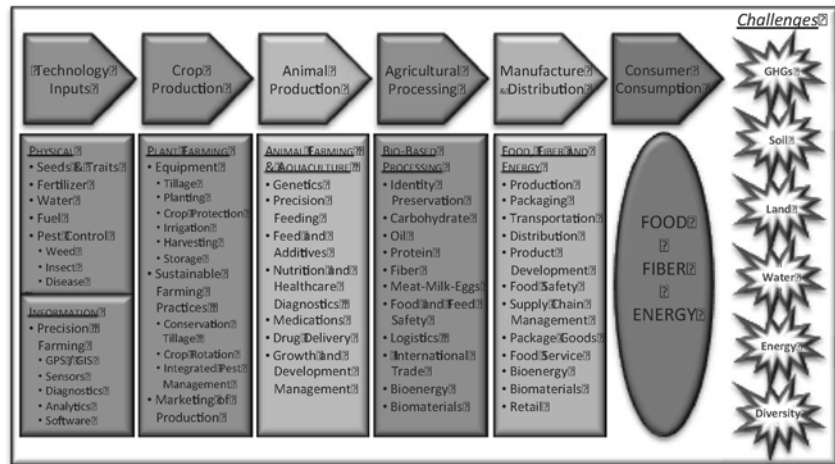 Challenges
Technology
Inputs
Crop
Production
Animal
Production
Agricultural
Processing
Manufacture
& Distribution
Consumer
Consumption
PHYSICAL
• Seeds & Traits
• Fertilizer
• Water
• Fuel
• Pest Control
• Weed
• Insect
• Disease
INFORMATION
• Precision
Farming
• GPS/GIS
• Sensors
• Diagnostics
• Analytics
• Software
PLANT FARMING
• Equipment
• Tillage
• Planting
• Crop Protection
• Irrigation
• Harvesting
• Storage
• Sustainable
Farming
Practices
• Conservation
Tillage
• Crop Rotation
• Integrated Pest
Management
• Marketing of
Production
ANIMAL FARMING
& AQUACULTURE
• Genetics
• Precision
Feeding
• Feed and
Additives
• Nutrition and
Healthcare
Diagnostics
• Medications
• Drug Delivery
• Growth and
Development
Management
BIO-BASED
PROCESSING
• Identity
Preservation
• Carbohydrate
• Oil
• Protein
• Fiber
• Meat-Milk-Eggs
• Food and Feed
Safety
• Logistics
• International
Trade
• Bioenergy
• Biomaterials
FOOD, FIBER AND
ENERGY
• Production
• Packaging
• Transportation
• Distribution
• Product
Development
• Food Safety
• Supply Chain
Management
• Package Goods
• Food Service
• Bioenergy
• Biomaterials
• Retail
FOOD
FIBER
ENERGY
GHGs
Soil
Land
Water
Energy
Diversity